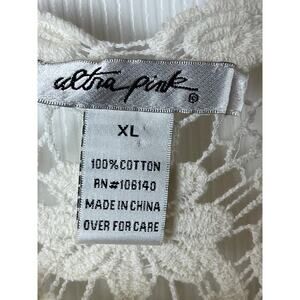 ultra pink®
XL
100% COTTON
RN#106140
MADE IN CHINA
OVER FOR CARE